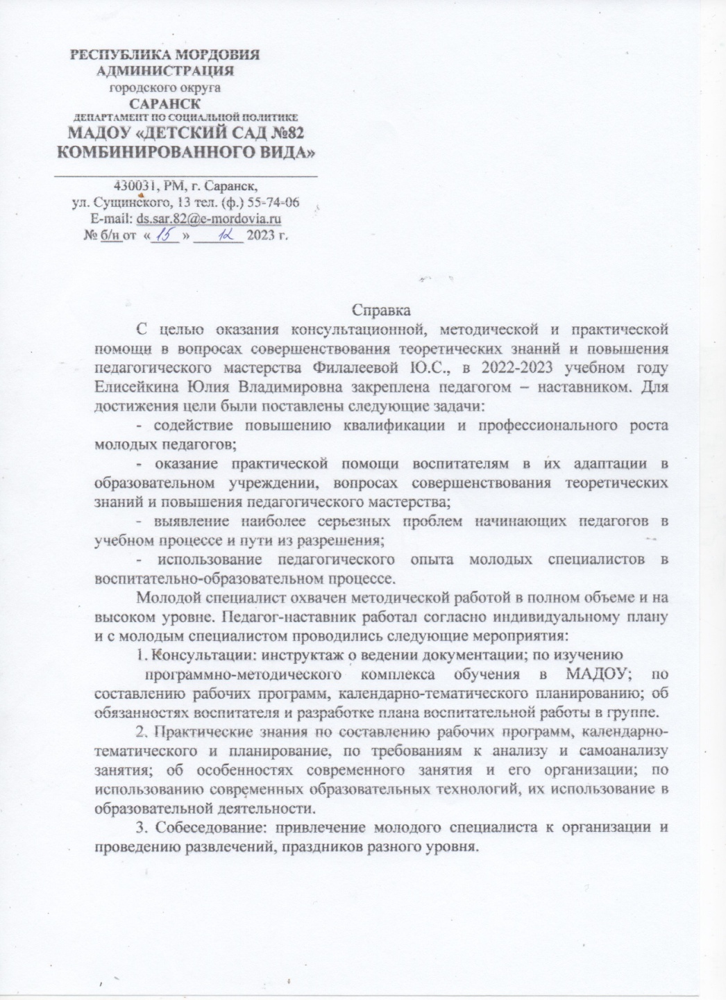 РЕСПУБЛИКА МОРДОВИЯ
АДМИНИСТРАЦИЯ
городского округа
САРАНСК
ДЕПАРТАМЕНТ ПО СОЦИАЛЬНОЙ ПОЛИТИКЕ
МАДОУ «ДЕТСКИЙ САД №82
КОМБИНИРОВАННОГО ВИДА»
430031, РМ, г. Саранск,
ул. Сущинского, 13 тел. (ф.) 55-74-06
E-mail: ds.sar.82@e-mordovia.ru
№ б/н от « 15 » 12 2023 г.
Справка
С целью оказания консультационной, методической и практической
помощи в вопросах совершенствования теоретических знаний и повышения
педагогического мастерства Филалеевой Ю.С., в 2022-2023 учебном году
Елисейкина Юлия Владимировна закреплена педагогом – наставником. Для
достижения цели были поставлены следующие задачи:
- содействие повышению квалификации и профессионального роста
молодых педагогов;
- оказание практической помощи воспитателям в их адаптации в
образовательном учреждении, вопросах совершенствования теоретических
знаний и повышения педагогического мастерства;
- выявление наиболее серьезных проблем начинающих педагогов в
учебном процессе и пути из разрешения;
- использование педагогического опыта молодых специалистов в
воспитательно-образовательном процессе.
Молодой специалист охвачен методической работой в полном объеме и на
высоком уровне. Педагог-наставник работал согласно индивидуальному плану
и с молодым специалистом проводились следующие мероприятия:
1. Консультации: инструктаж о ведении документации; по изучению
программно-методического комплекса обучения в МАДОУ; по
составлению рабочих программ, календарно-тематического планированию; об
обязанностях воспитателя и разработке плана воспитательной работы в группе.
2. Практические знания по составлению рабочих программ, календарно-
тематического и планирование, по требованиям к анализу и самоанализу
занятия; об особенностях современного занятия и его организации; по
использованию современных образовательных технологий, их использование в
образовательной деятельности.
3. Собеседование: привлечение молодого специалиста к организации и
проведению развлечений, праздников разного уровня.